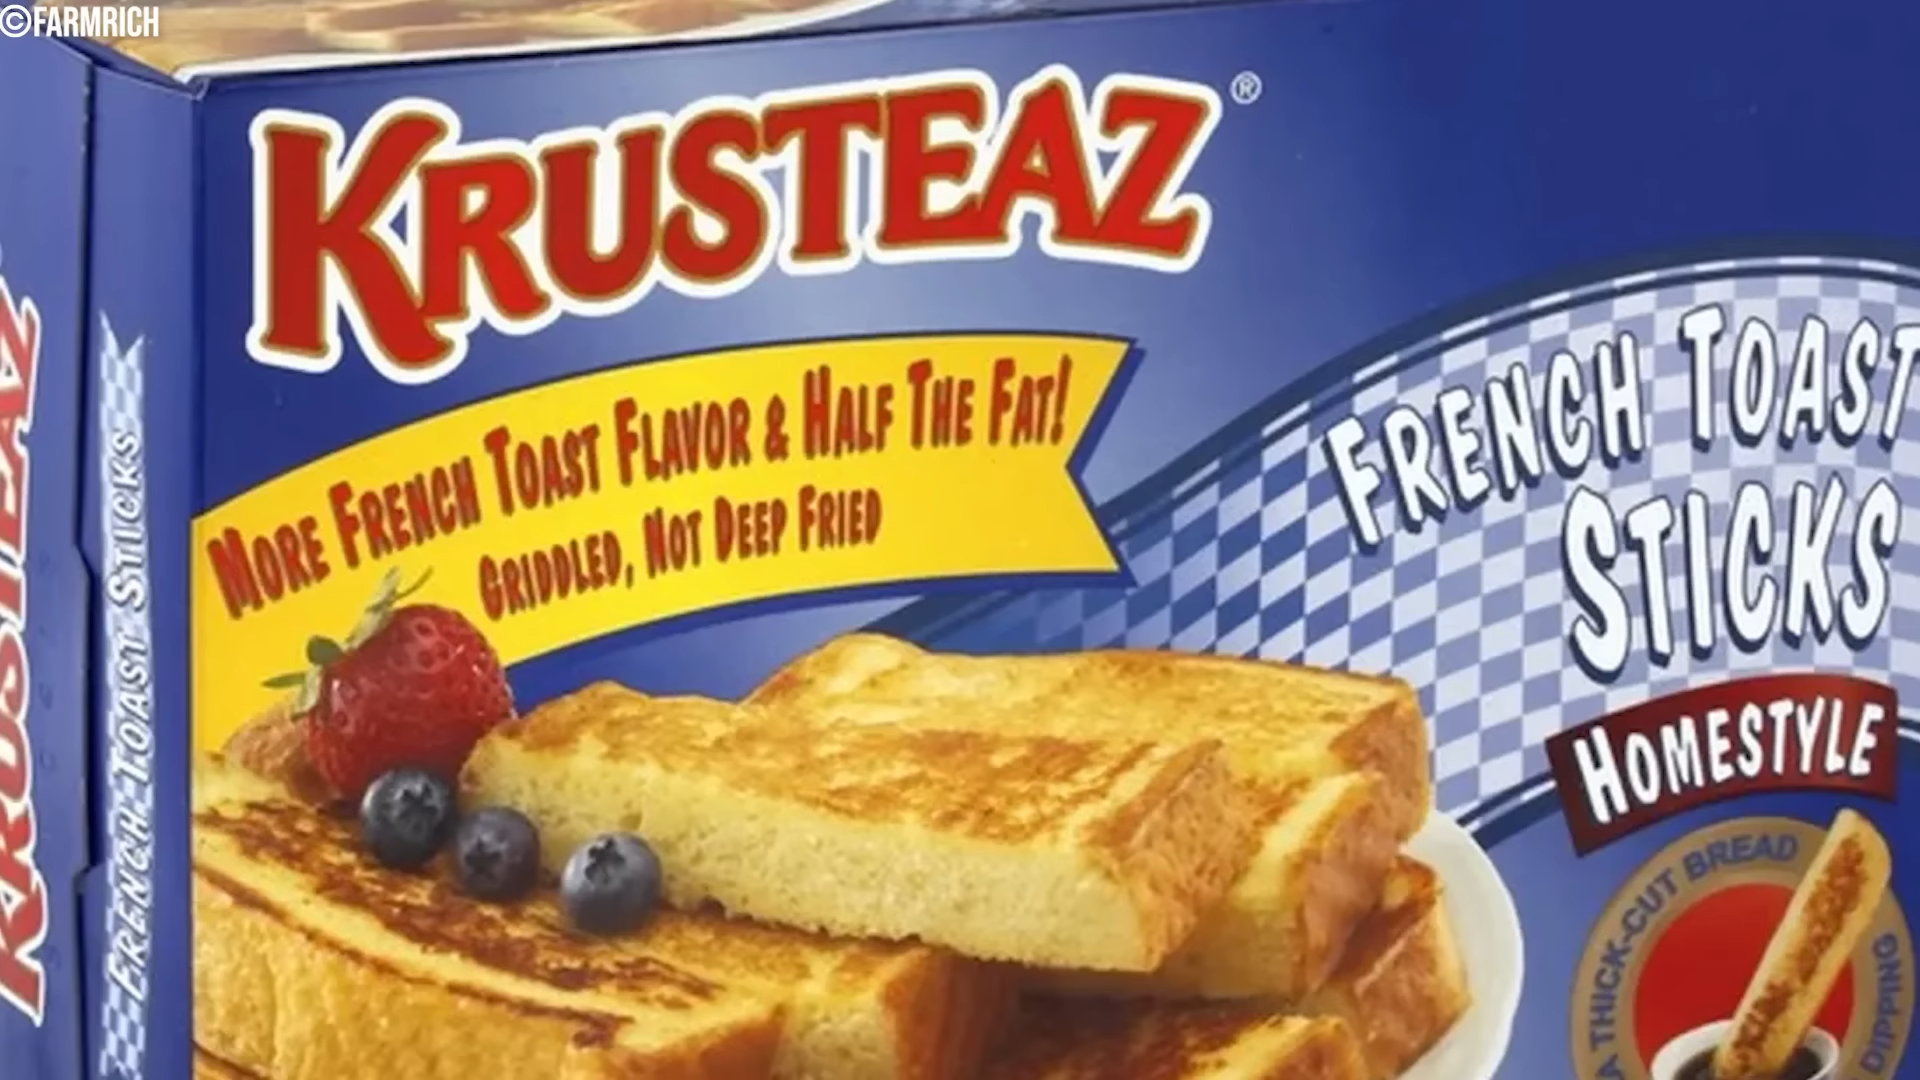 ©FARMRICH
KRUSTEAZ®
MORE FRENCH TOAST FLAVOR & HALF THE FAT!
GRIDDLED, NOT DEEP FRIED
FRENCH TOAST
STICKS
HOMESTYLE
THICK-CUT BREAD
DIPPING
KRUSTEAZ
FRENCH TOAST STICKS